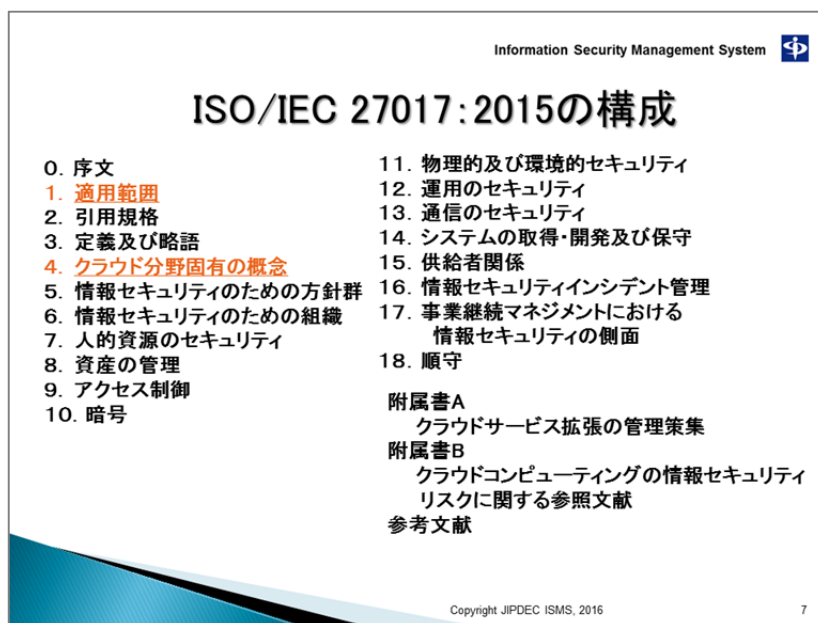 Information Security Management System
ISO/IEC 27017:2015の構成
0. 序文
1. 適用範囲
2. 引用規格
3. 定義及び略語
4. クラウド分野固有の概念
5. 情報セキュリティのための方針群
6. 情報セキュリティのための組織
7. 人的資源のセキュリティ
8. 資産の管理
9. アクセス制御
10. 暗号
11. 物理的及び環境的セキュリティ
12. 運用のセキュリティ
13. 通信のセキュリティ
14. システムの取得・開発及び保守
15. 供給者関係
16. 情報セキュリティインシデント管理
17. 事業継続マネジメントにおける
情報セキュリティの側面
18. 順守
附属書A
クラウドサービス拡張の管理策集
附属書B
クラウドコンピューティングの情報セキュリティ
リスクに関する参照文献
参考文献
Copyright JIPDEC ISMS, 2016
7